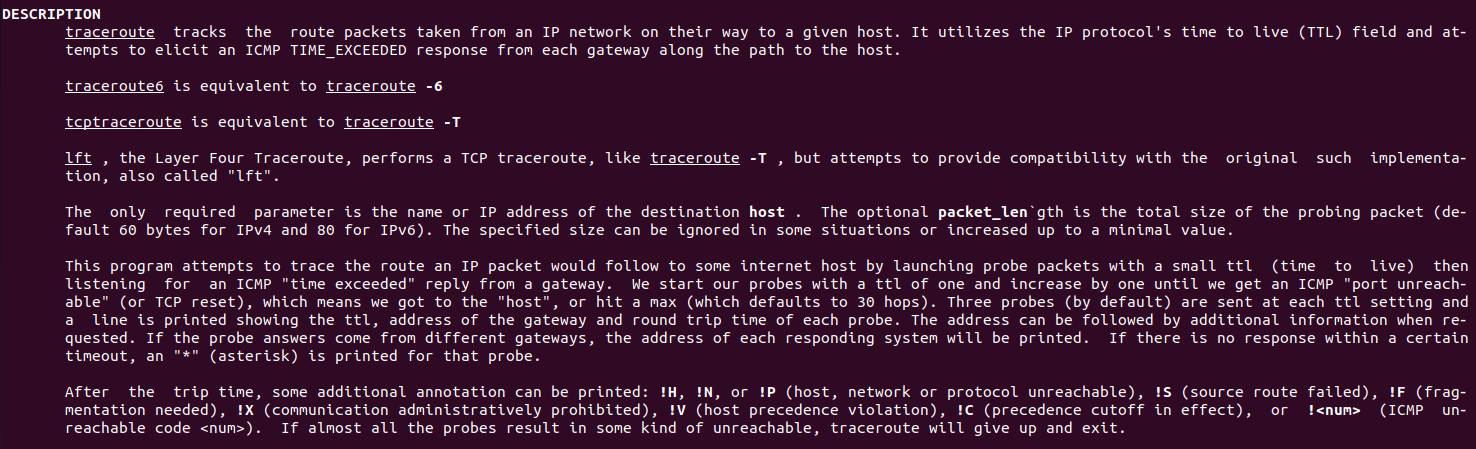 DESCRIPTION
traceroute tracks the route packets taken from an IP network on their way to a given host. It utilizes the IP protocol's time to live (TTL) field and at-
tempts to elicit an ICMP TIME_EXCEEDED response from each gateway along the path to the host.
traceroute6 is equivalent to traceroute -6
tcptraceroute is equivalent to traceroute -T
lft , the Layer Four Traceroute, performs a TCP traceroute, like traceroute -T , but attempts to provide compatibility with the original such implementa-
tion, also called "lft".
The only required parameter is the name or IP address of the destination host . The optional packet_len`gth is the total size of the probing packet (de-
fault 60 bytes for IPv4 and 80 for IPv6). The specified size can be ignored in some situations or increased up to a minimal value.
This program attempts to trace the route an IP packet would follow to some internet host by launching probe packets with a small ttl (time to live) then
listening for an ICMP "time exceeded" reply from a gateway. We start our probes with a ttl of one and increase by one until we get an ICMP "port unreach-
able" (or TCP reset), which means we got to the "host", or hit a max (which defaults to 30 hops). Three probes (by default) are sent at each ttl setting and
a line is printed showing the ttl, address of the gateway and round trip time of each probe. The address can be followed by additional information when re-
quested. If the probe answers come from different gateways, the address of each responding system will be printed. If there is no response within a certain
timeout, an "*" (asterisk) is printed for that probe.
After the trip time, some additional annotation can be printed: !H, !N, or !P (host, network or protocol unreachable), !S (source route failed), !F (frag-
mentation needed), !X (communication administratively prohibited), !V (host precedence violation), !C (precedence cutoff in effect), or !<num> (ICMP un-
reachable code <num>). If almost all the probes result in some kind of unreachable, traceroute will give up and exit.